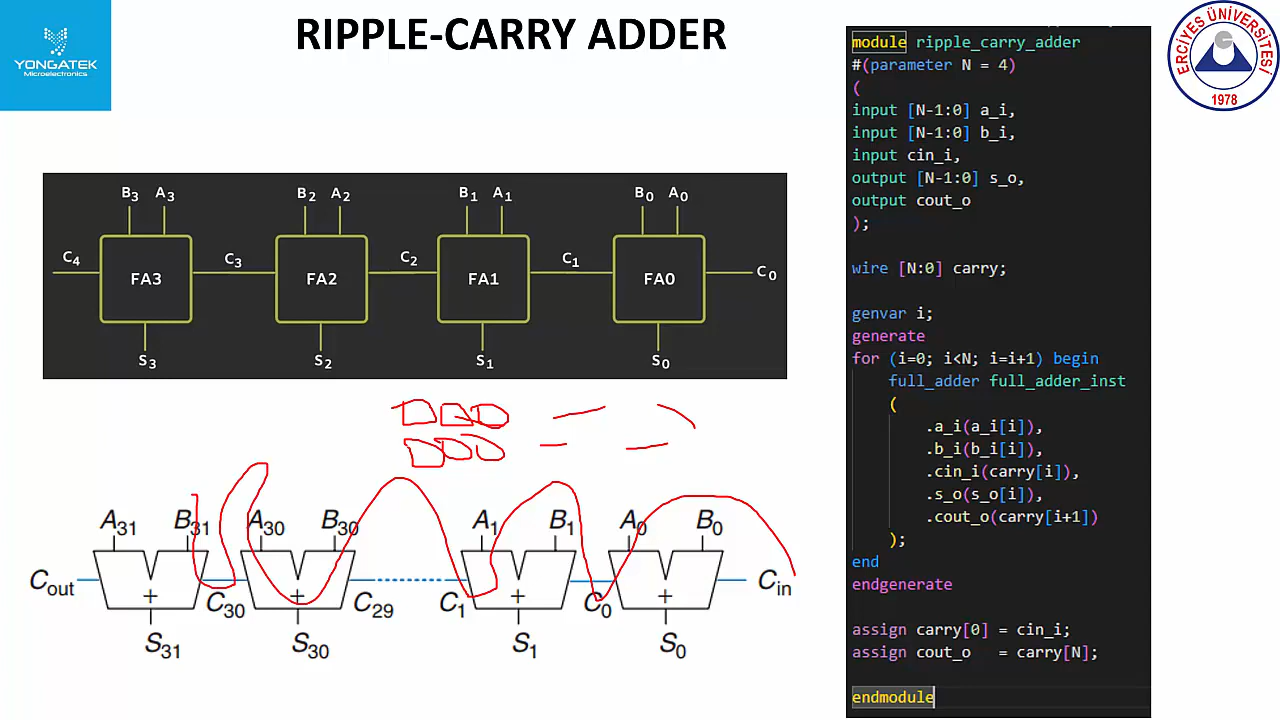 RIPPLE-CARRY ADDER
YONGATEK
Microelectronics
ERCİYES ÜNİVERSİTESİ
1978
B3 A3 B2 A2 B1 A1 B0 A0
C4 FA3 C3 FA2 C2 FA1 C1 FA0 C0
S3 S2 S1 S0
A31 B31 A30 B30 A1 B1 A0 B0
Cout + C30 + C29 C1 + C0 + Cin
S31 S30 S1 S0
module ripple_carry_adder
#(parameter N = 4)
(
input [N-1:0] a_i,
input [N-1:0] b_i,
input cin_i,
output [N-1:0] s_o,
output cout_o
);
wire [N:0] carry;
genvar i;
generate
for (i=0; i<N; i=i+1) begin
full_adder full_adder_inst
(
.a_i(a_i[i]),
.b_i(b_i[i]),
.cin_i(carry[i]),
.s_o(s_o[i]),
.cout_o(carry[i+1])
);
end
endgenerate
assign carry[0] = cin_i;
assign cout_o = carry[N];
endmodule